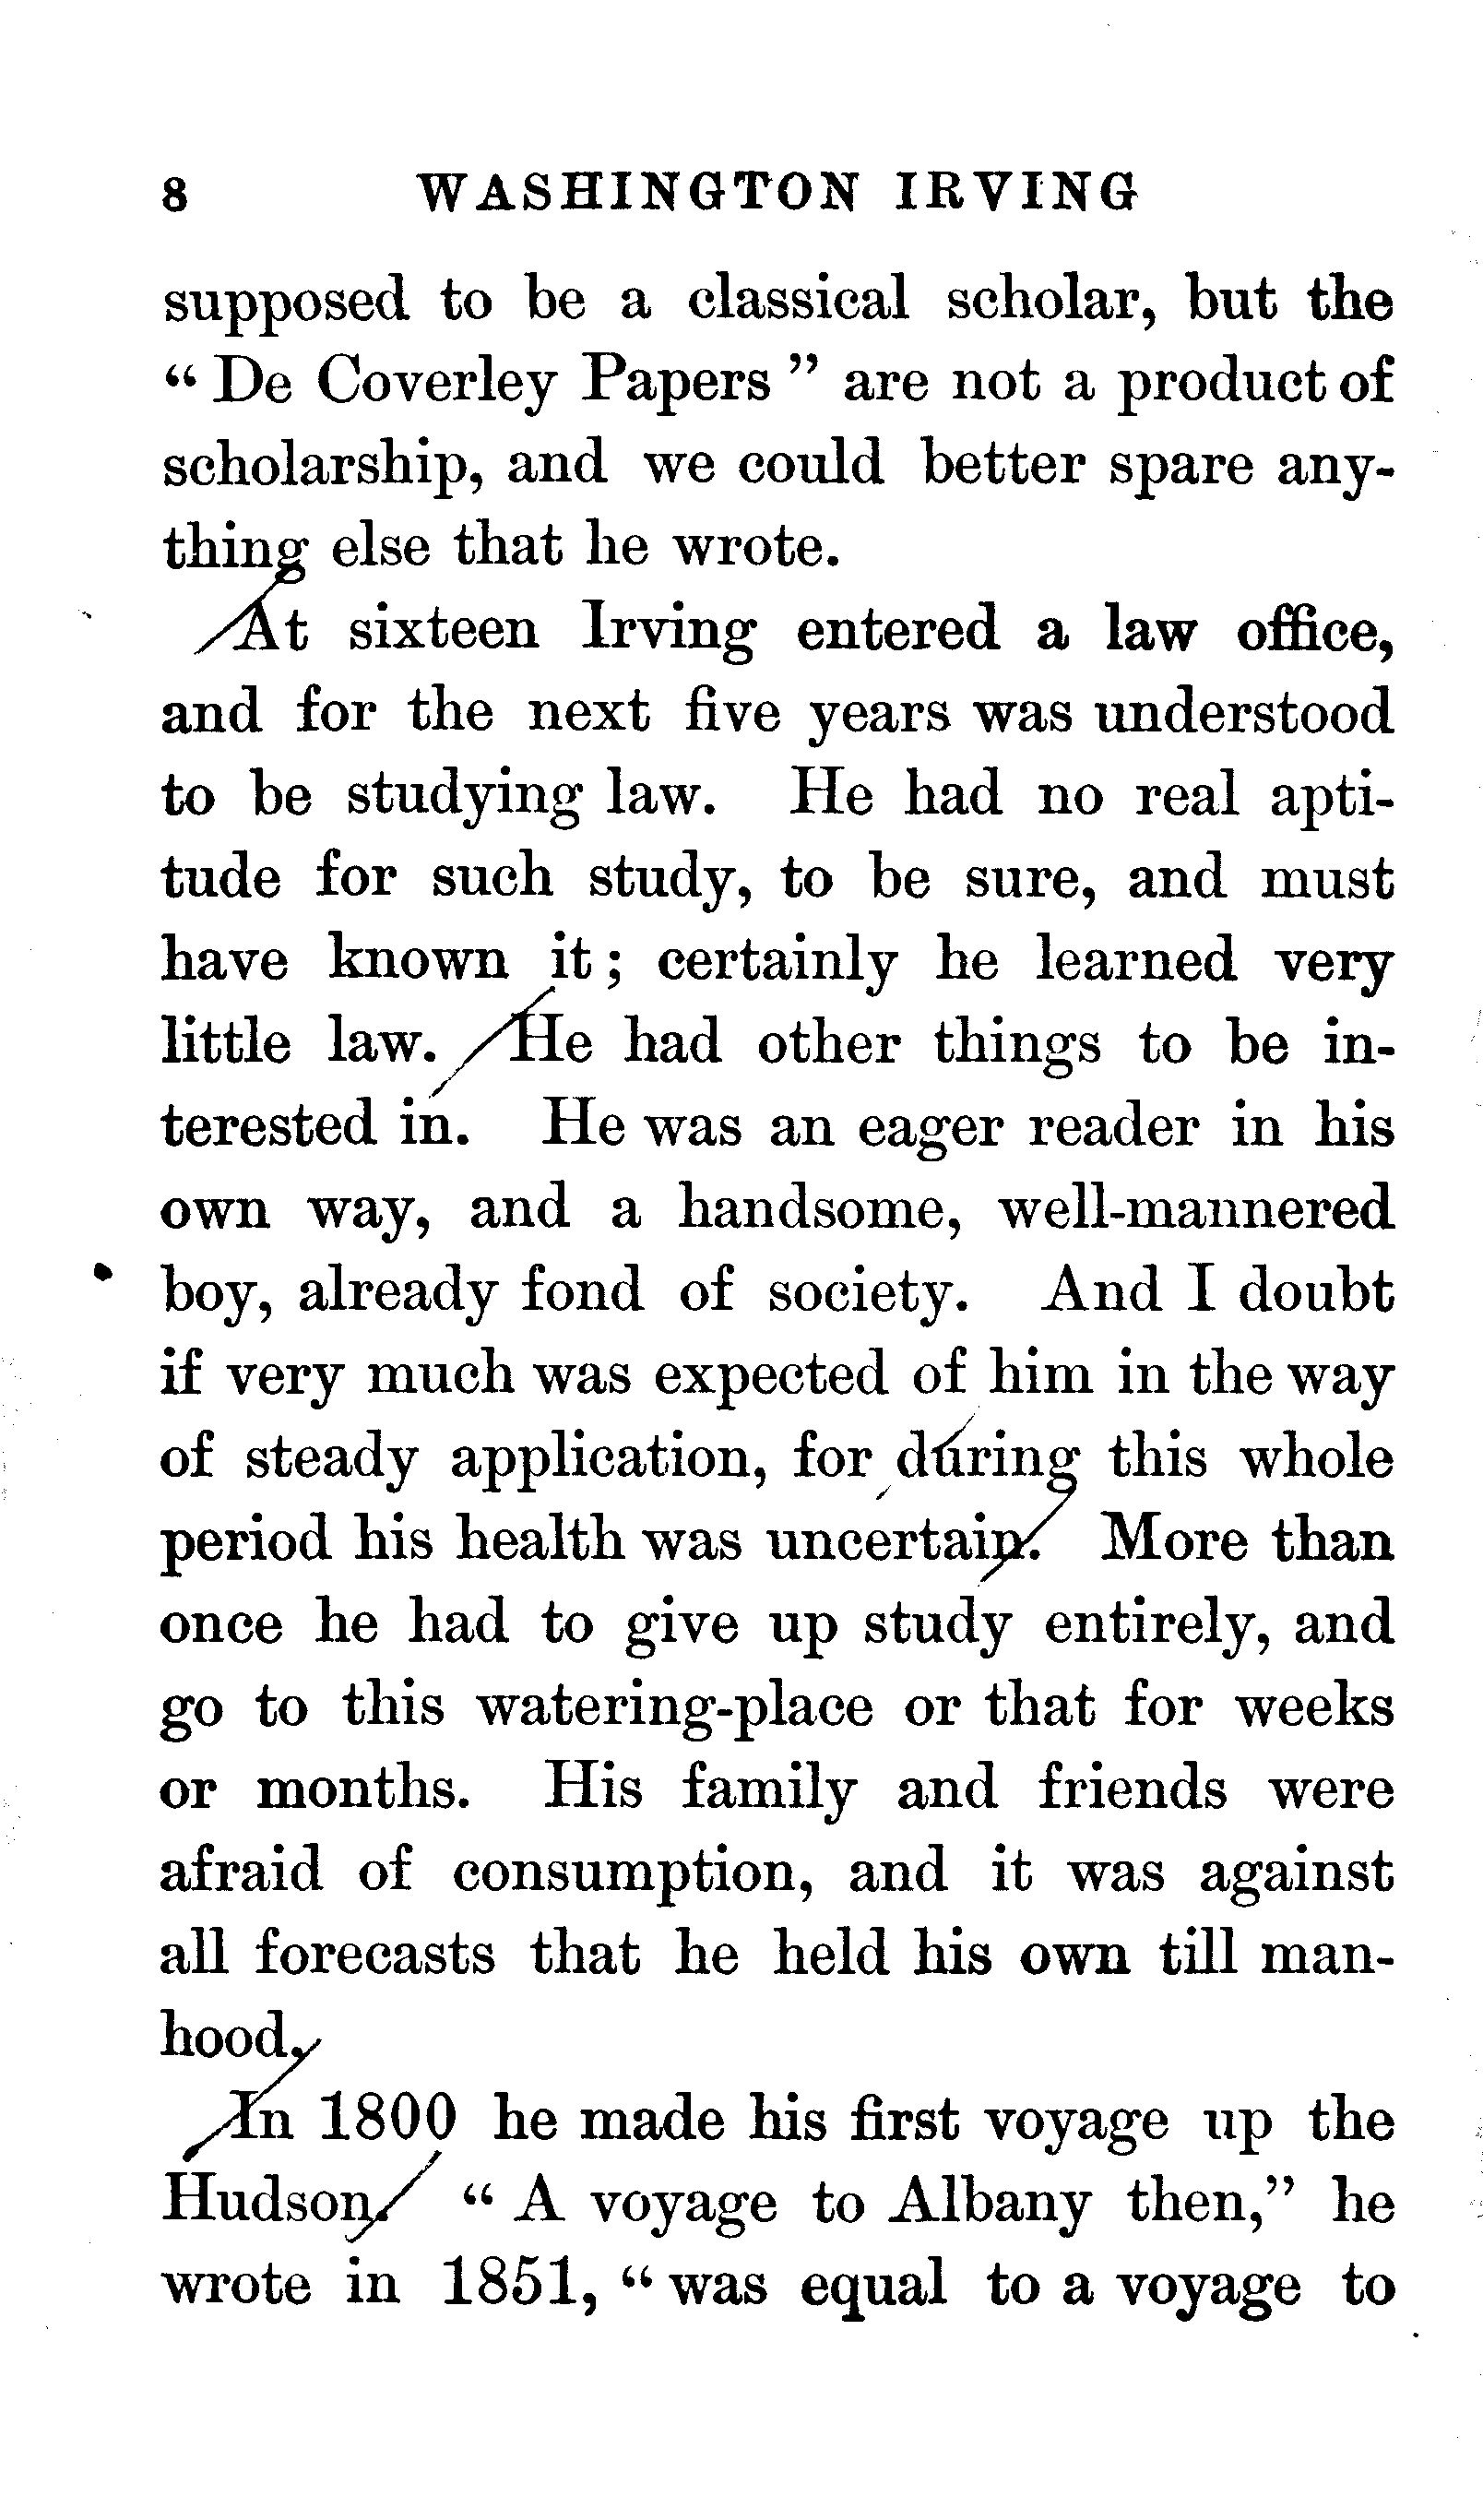 8 WASHINGTON IRVING
supposed to be a classical scholar, but the
“ De Coverley Papers ” are not a product of
scholarship, and we could better spare any-
thing else that he wrote.
At sixteen Irving entered a law office,
and for the next five years was understood
to be studying law. He had no real apti-
tude for such study, to be sure, and must
have known it ; certainly he learned very
little law. He had other things to be in-
terested in. He was an eager reader in his
own way, and a handsome, well-mannered
boy, already fond of society. And I doubt
if very much was expected of him in the way
of steady application, for during this whole
period his health was uncertain. More than
once he had to give up study entirely, and
go to this watering-place or that for weeks
or months. His family and friends were
afraid of consumption, and it was against
all forecasts that he held his own till man-
hood.
In 1800 he made his first voyage up the
Hudson. “ A voyage to Albany then,” he
wrote in 1851, “ was equal to a voyage to